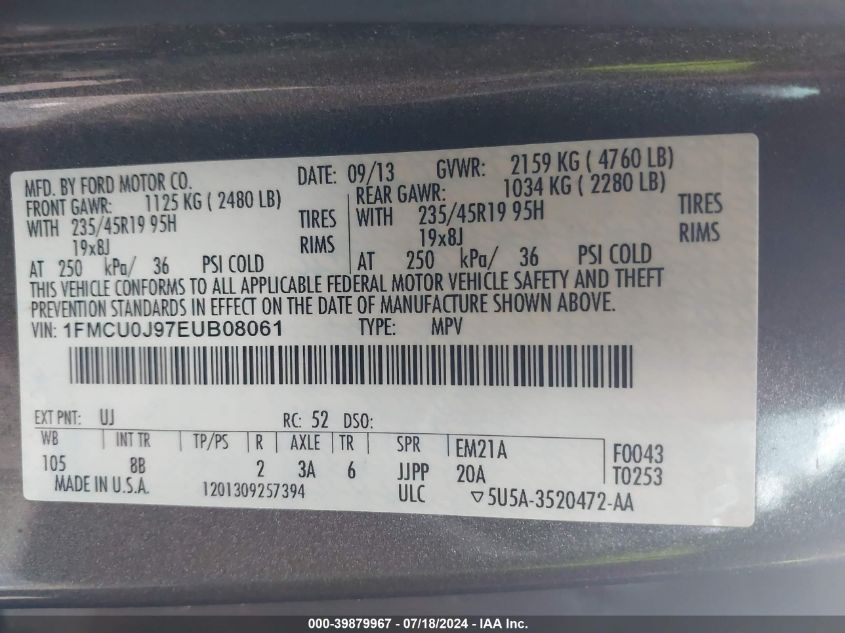 MFD. BY FORD MOTOR CO. DATE: 09/13 GVWR: 2159 KG ( 4760 LB)
FRONT GAWR: 1125 KG ( 2480 LB) REAR GAWR: 1034 KG ( 2280 LB)
WITH 235/45R19 95H TIRES WITH 235/45R19 95H TIRES
19x8J RIMS 19x8J RIMS
AT 250 kPa/ 36 PSI COLD AT 250 kPa/ 36 PSI COLD
THIS VEHICLE CONFORMS TO ALL APPLICABLE FEDERAL MOTOR VEHICLE SAFETY AND THEFT
PREVENTION STANDARDS IN EFFECT ON THE DATE OF MANUFACTURE SHOWN ABOVE.
VIN: 1FMCU0J97EUB08061 TYPE: MPV
EXT PNT: UJ RC: 52 DSO:
WB INT TR TP/PS R AXLE TR SPR EM21A F0043
105 8B 2 3A 6 JJPP 20A T0253
MADE IN U.S.A. 1201309257394 ULC ▽5U5A-3520472-AA
000-39879967 / 07/18/2024 - IAA Inc.